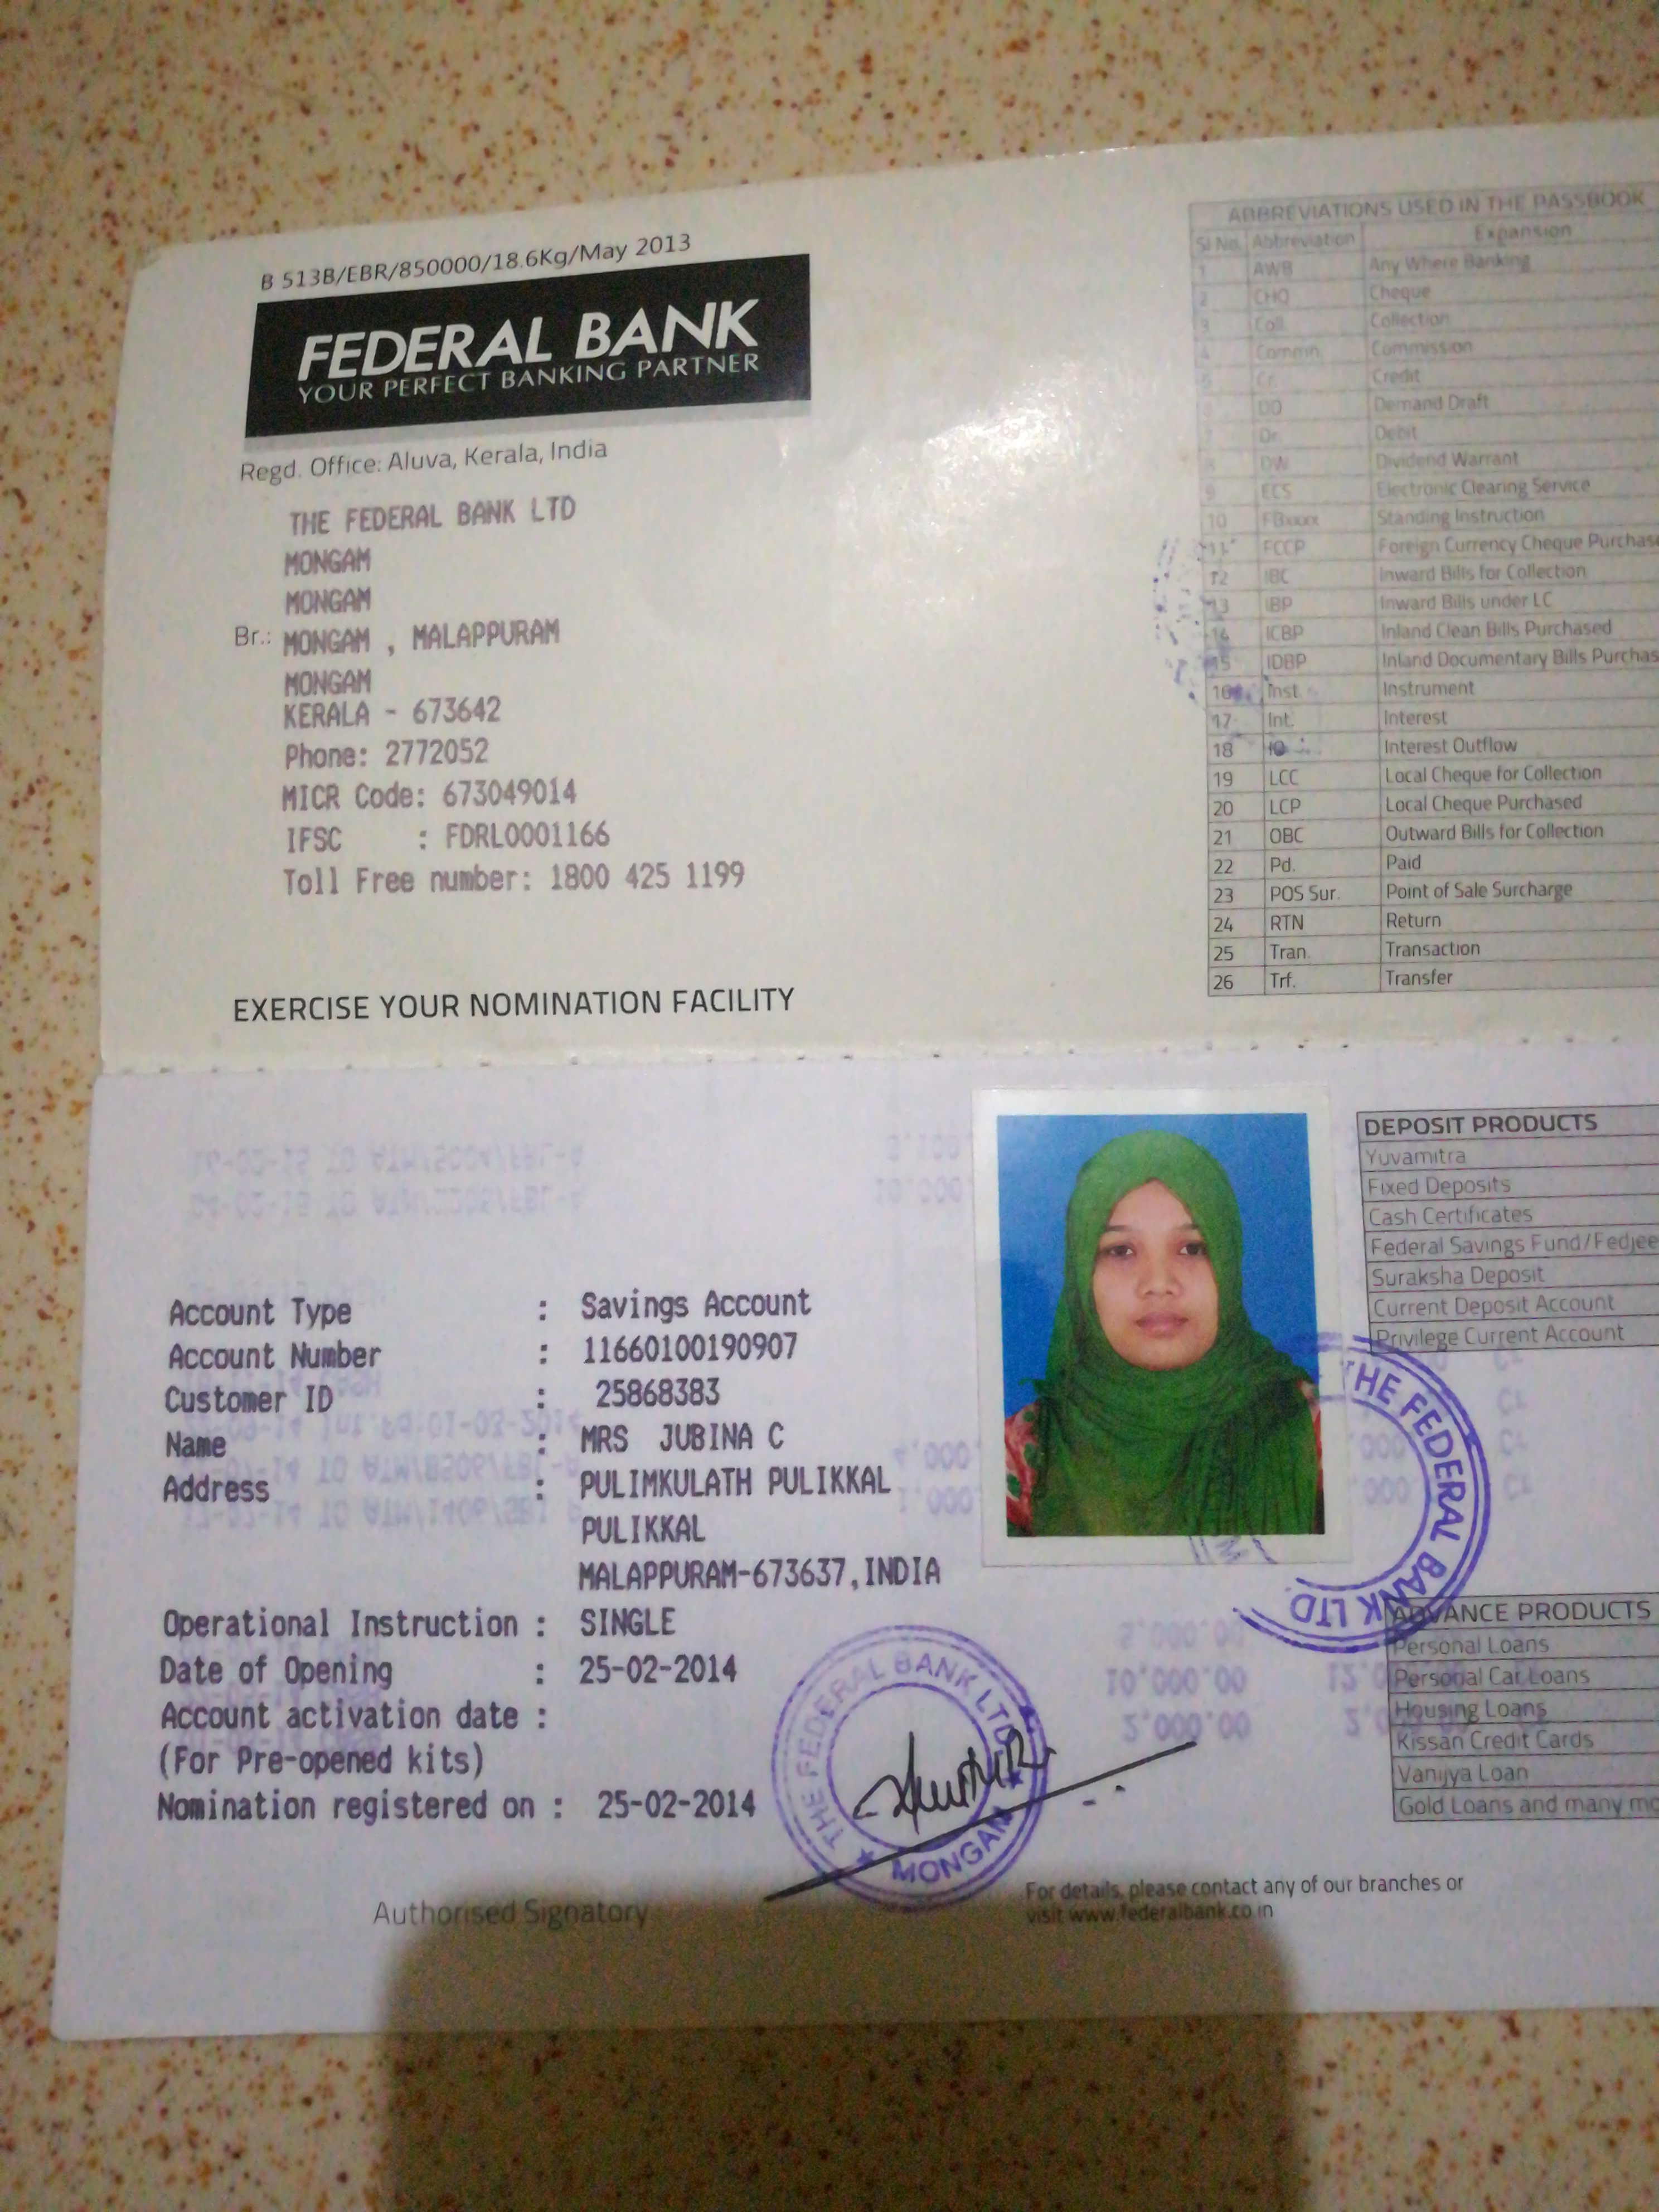 B 513B/EBR/850000/18.6Kg/May 2013
FEDERAL BANK
YOUR PERFECT BANKING PARTNER
Regd. Office: Aluva, Kerala, India
THE FEDERAL BANK LTD
MONGAM
MONGAM
Br.: MONGAM , MALAPPURAM
MONGAM
KERALA - 673642
Phone: 2772052
MICR Code: 673049014
IFSC : FDRL0001166
Toll Free number: 1800 425 1199
EXERCISE YOUR NOMINATION FACILITY
ABBREVIATIONS USED IN THE PASSBOOK
Sl No. Abbreviation Expansion
1 AWB Any Where Banking
2 CHQ Cheque
3 Coll Collection
4 Commn Commission
5 Cr. Credit
DD Demand Draft
7 Dr Debit
8 DW Dividend Warrant
9 ECS Electronic Clearing Service
10 FBxxxx Standing Instruction
11 FCCP Foreign Currency Cheque Purchase
12 IBC Inward Bills for Collection
13 IBP Inward Bills under LC
14 ICBP Inland Clean Bills Purchased
15 IDBP Inland Documentary Bills Purchas
16 Inst. Instrument
17 Int. Interest
18 IO Interest Outflow
19 LCC Local Cheque for Collection
20 LCP Local Cheque Purchased
21 OBC Outward Bills for Collection
22 Pd. Paid
23 POS Sur. Point of Sale Surcharge
24 RTN Return
25 Tran. Transaction
26 Trf. Transfer
Account Type : Savings Account
Account Number : 11660100190907
Customer ID : 25868383
Name : MRS JUBINA C
Address : PULIMKULATH PULIKKAL
PULIKKAL
MALAPPURAM-673637,INDIA
Operational Instruction : SINGLE
Date of Opening : 25-02-2014
Account activation date :
(For Pre-opened kits)
Nomination registered on : 25-02-2014
Authorised Signatory
THE FEDERAL BANK LTD
MONGAM
THE FEDERAL BANK LTD
DEPOSIT PRODUCTS
Yuvamitra
Fixed Deposits
Cash Certificates
Federal Savings Fund/Fedjee
Suraksha Deposit
Current Deposit Account
Privilege Current Account
ADVANCE PRODUCTS
Personal Loans
Personal Car Loans
Housing Loans
Kissan Credit Cards
Vanijya Loan
Gold Loans and many mo
For details, please contact any of our branches or
visit www.federalbank.co.in